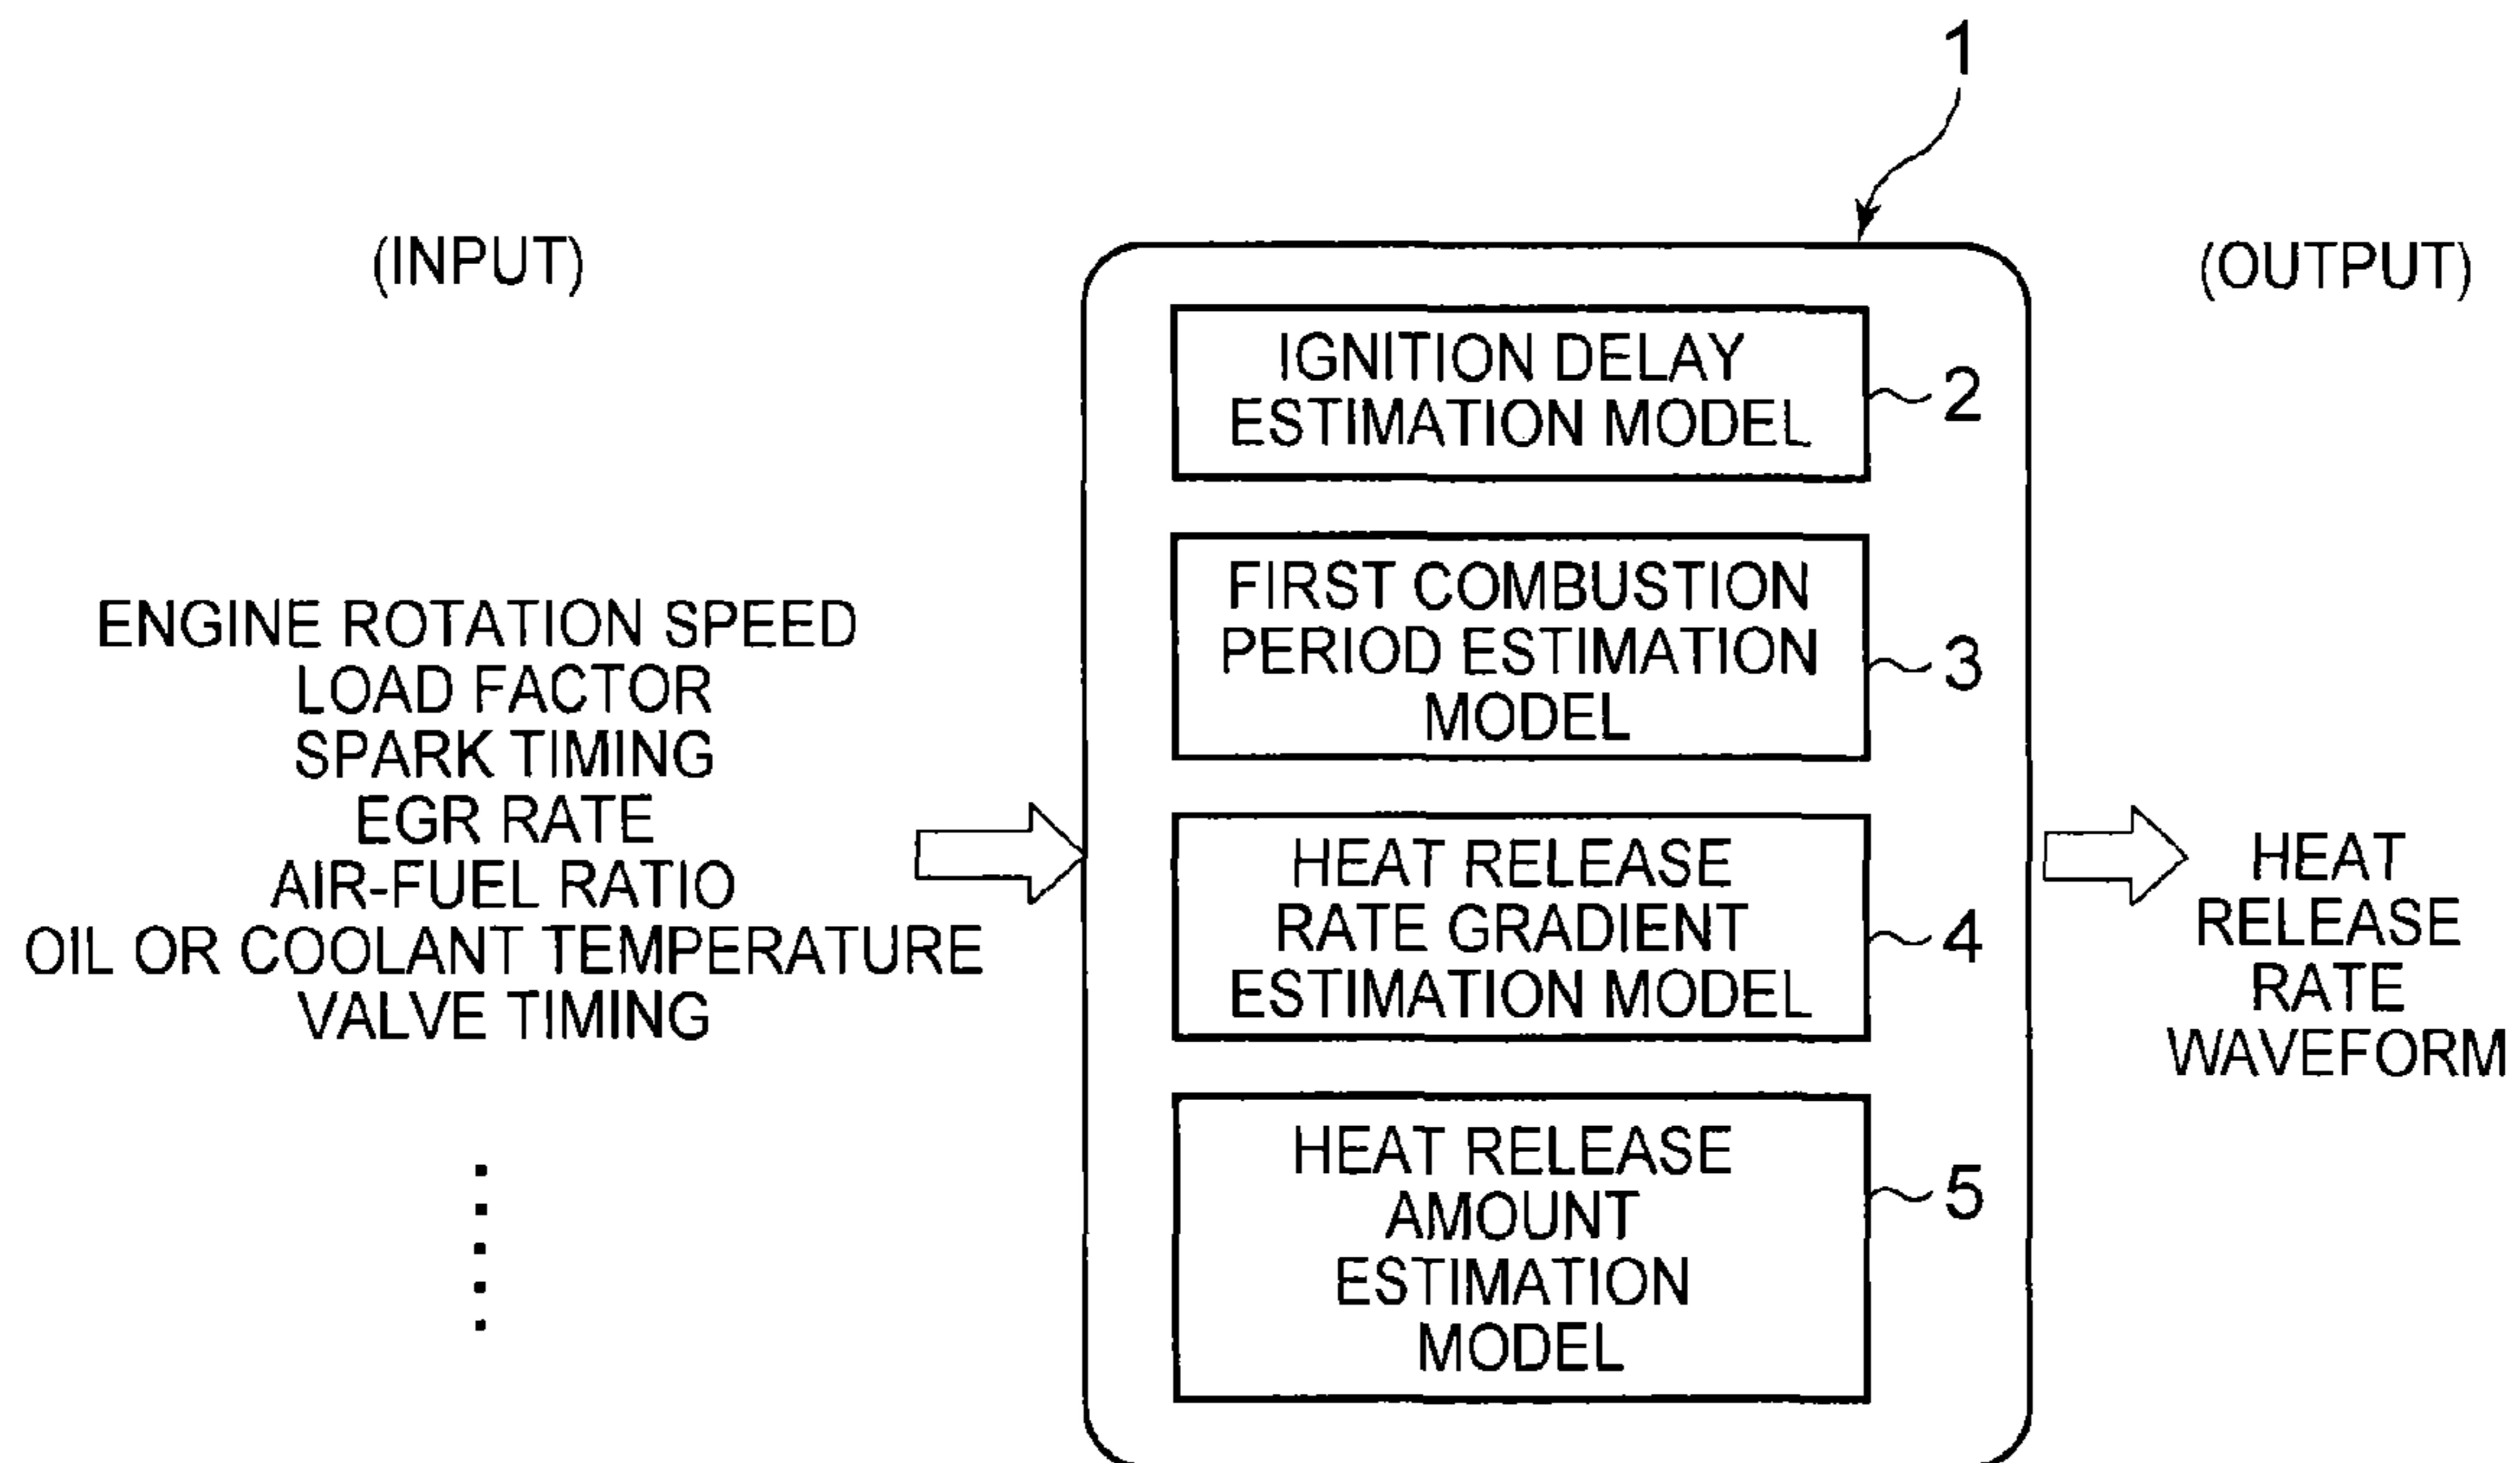 1
(INPUT)
ENGINE ROTATION SPEED
LOAD FACTOR
SPARK TIMING
EGR RATE
AIR-FUEL RATIO
OIL OR COOLANT TEMPERATURE
VALVE TIMING
IGNITION DELAY
ESTIMATION MODEL
2
FIRST COMBUSTION
PERIOD ESTIMATION
MODEL
3
HEAT RELEASE
RATE GRADIENT
ESTIMATION MODEL
4
HEAT RELEASE
AMOUNT
ESTIMATION
MODEL
5
(OUTPUT)
HEAT
RELEASE
RATE
WAVEFORM